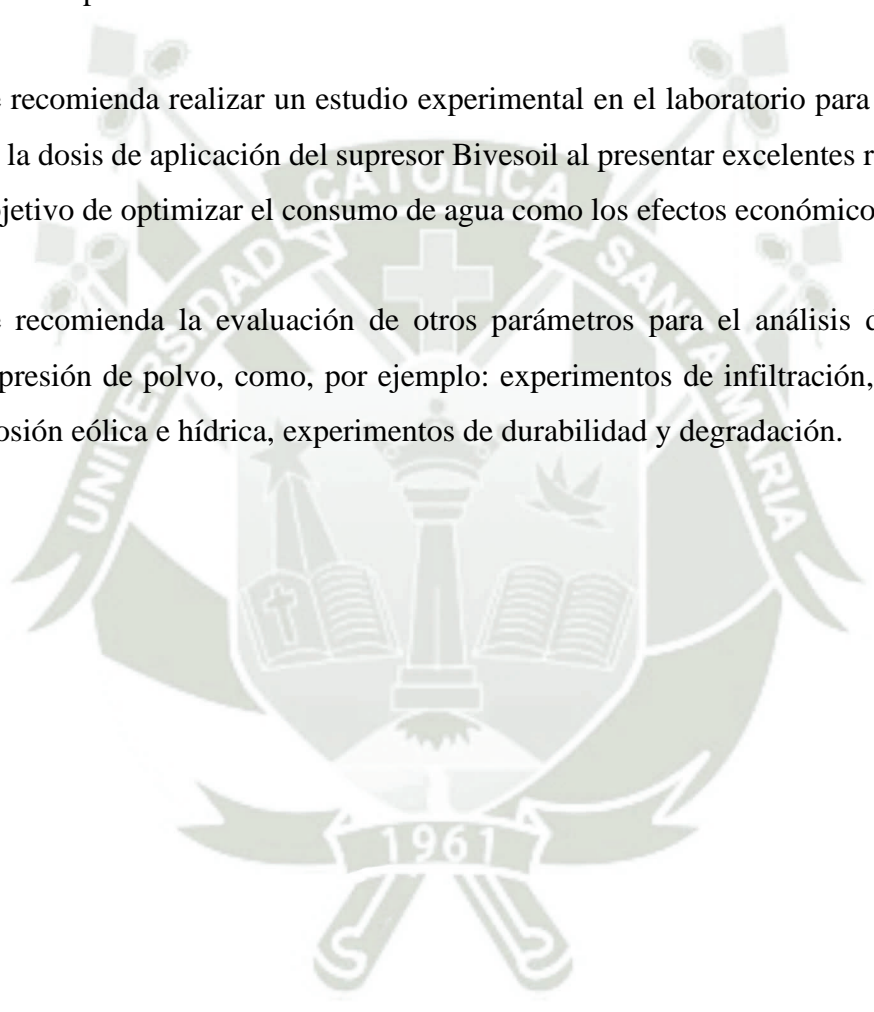 recomienda realizar un estudio experimental en el laboratorio para
la dosis de aplicación del supresor Bivesoil al presentar excelentes
jetivo de optimizar el consumo de agua como los efectos económico
recomienda la evaluación de otros parámetros para el análisis
presión de polvo, como, por ejemplo: experimentos de infiltración,
osión eólica e hídrica, experimentos de durabilidad y degradación.
UNIVERSIDAD CATOLICA SANTA MARIA
1961